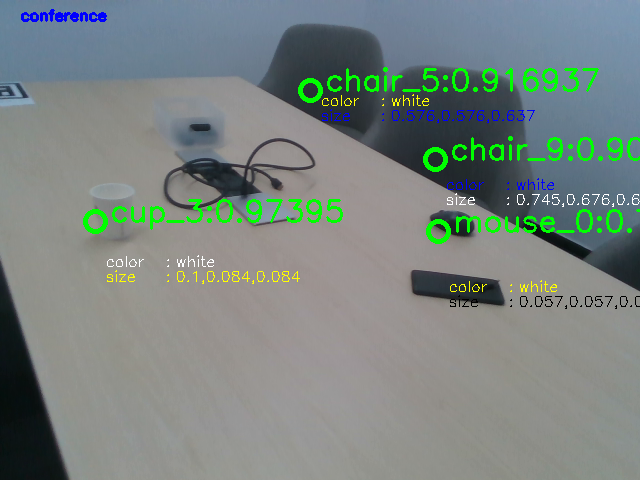 conference
chair_5:0.916937
color : white
size : 0.576,0.576,0.637
chair_9:0.90
color : white
size : 0.745,0.676,0.6
cup_3:0.97395
mouse_0:0.
color : white
size : 0.1,0.084,0.084
color : white
size : 0.057,0.057,0.0